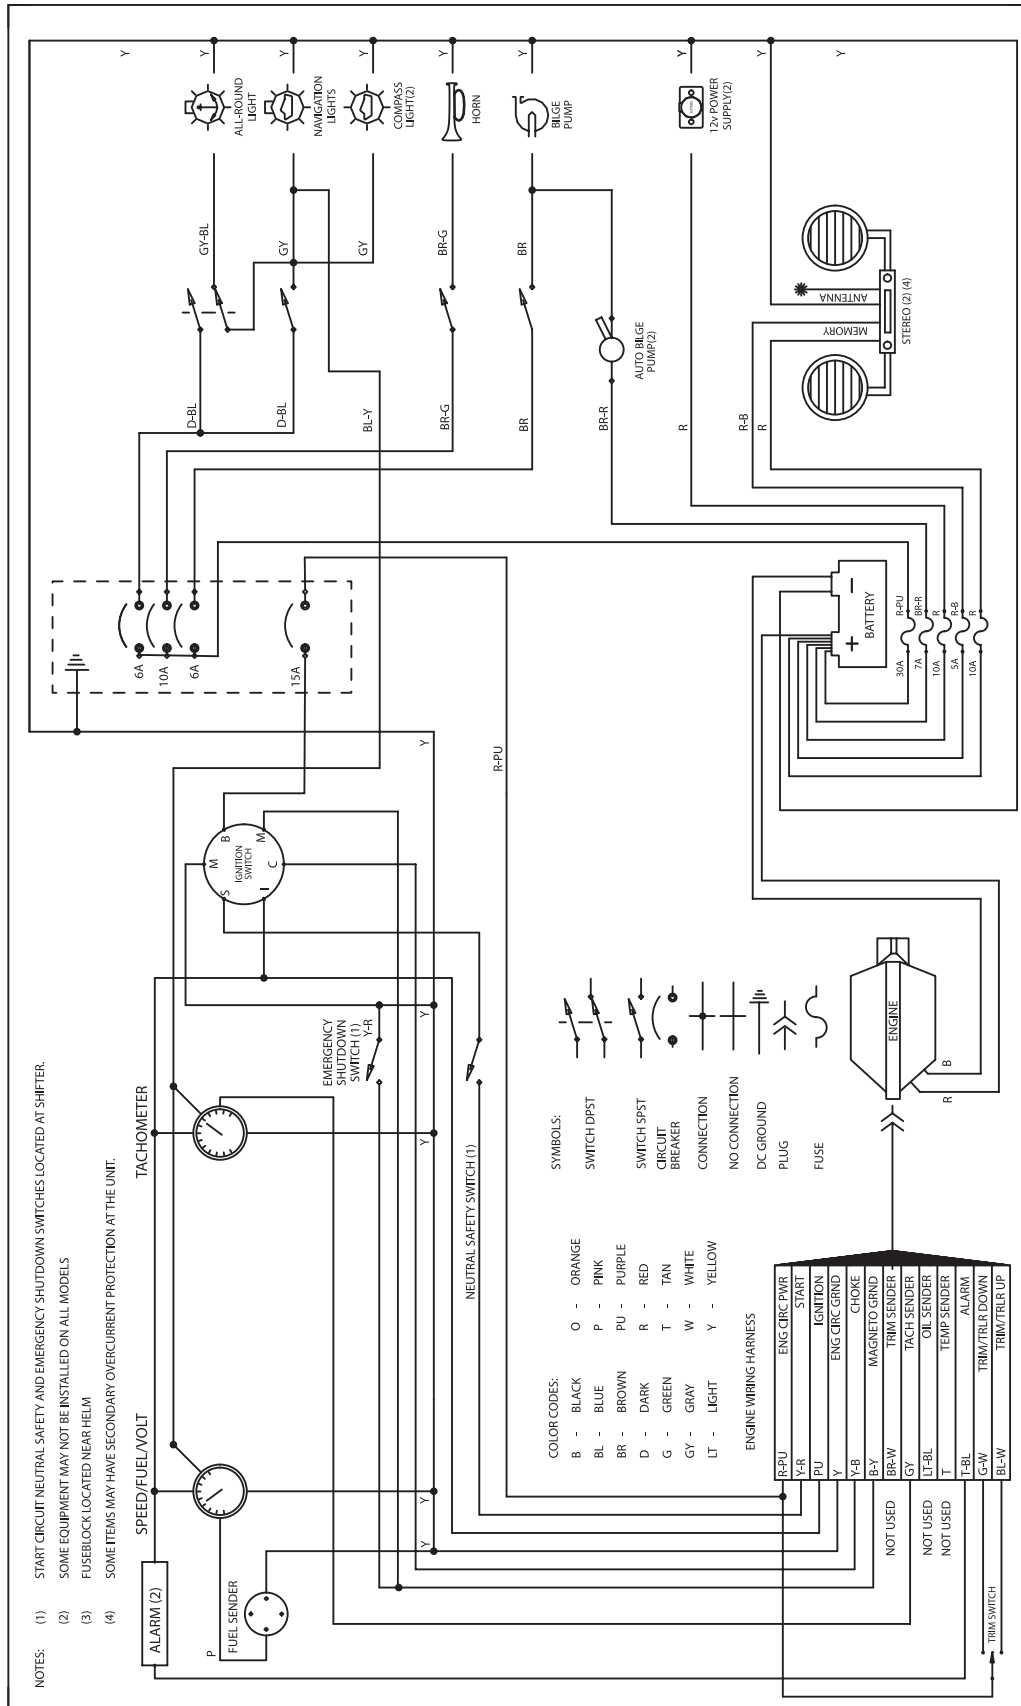 NOTES:
(1) START CIRCUIT NEUTRAL SAFETY AND EMERGENCY SHUTDOWN SWITCHES LOCATED AT SHIFTER.
(2) SOME EQUIPMENT MAY NOT BE INSTALLED ON ALL MODELS
(3) FUSEBLOCK LOCATED NEAR HELM
(4) SOME ITEMS MAY HAVE SECONDARY OVERCURRENT PROTECTION AT THE UNIT.
ALARM (2)
SPEED/FUEL/VOLT
TACHOMETER
P
FUEL SENDER
Y
Y
Y
Y
Y
EMERGENCY
SHUTDOWN
SWITCH (1)
Y-R
NEUTRAL SAFETY SWITCH (1)
M
B
S
IGNITION
SWITCH
M
I
C
R-PU
6A
10A
6A
15A
D-BL
D-BL
BL-Y
BR-G
BR
BR-R
R
R-B
R
GY-BL
GY
GY
BR-G
BR
AUTO BILGE
PUMP(2)
Y
Y
Y
Y
Y
Y
Y
Y
Y
ALL-ROUND
LIGHT
NAVIGATION
LIGHTS
COMPASS
LIGHT(2)
HORN
BILGE
PUMP
12v POWER
SUPPLY(2)
ANTENNA
MEMORY
STEREO (2) (4)
BATTERY
+
–
30A R-PU
7A BR-R
10A R
5A R-B
10A R
SYMBOLS:
SWITCH DPST
SWITCH SPST
CIRCUIT
BREAKER
CONNECTION
NO CONNECTION
DC GROUND
PLUG
FUSE
ENGINE
R
B
COLOR CODES:
B - BLACK O - ORANGE
BL - BLUE P - PINK
BR - BROWN PU - PURPLE
D - DARK R - RED
G - GREEN T - TAN
GY - GRAY W - WHITE
LT - LIGHT Y - YELLOW
ENGINE WIRING HARNESS
R-PU ENG CIRC PWR
Y-R START
PU IGNITION
Y ENG CIRC GRND
Y-B CHOKE
B-Y MAGNETO GRND
NOT USED BR-W TRIM SENDER
GY TACH SENDER
NOT USED LT-BL OIL SENDER
NOT USED T TEMP SENDER
T-BL ALARM
G-W TRIM/TRLR DOWN
BL-W TRIM/TRLR UP
TRIM SWITCH